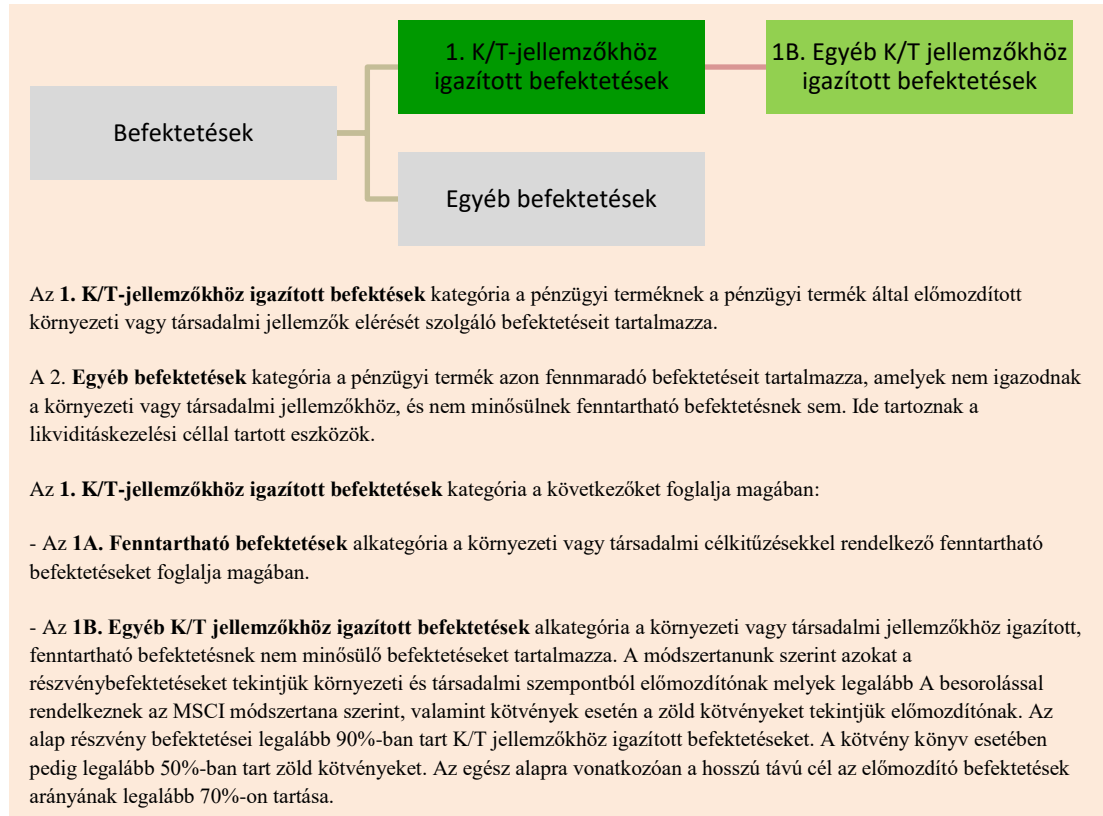 1. K/T-jellemzőkhöz
igazított befektetések
1B. Egyéb K/T jellemzőkhöz
igazított befektetések
Befektetések
Egyéb befektetések
Az 1. K/T-jellemzőkhöz igazított befektések kategória a pénzügyi terméknek a pénzügyi termék által előmozdított
környezeti vagy társadalmi jellemzők elérését szolgáló befektetéseit tartalmazza.
A 2. Egyéb befektetések kategória a pénzügyi termék azon fennmaradó befektetéseit tartalmazza, amelyek nem igazodnak
a környezeti vagy társadalmi jellemzőkhöz, és nem minősülnek fenntartható befektetésnek sem. Ide tartoznak a
likviditáskezelési céllal tartott eszközök.
Az 1. K/T-jellemzőkhöz igazított befektetések kategória a következőket foglalja magában:
- Az 1A. Fenntartható befektetések alkategória a környezeti vagy társadalmi célkitűzésekkel rendelkező fenntartható
befektetéseket foglalja magában.
- Az 1B. Egyéb K/T jellemzőkhöz igazított befektetések alkategória a környezeti vagy társadalmi jellemzőkhöz igazított,
fenntartható befektetésnek nem minősülő befektetéseket tartalmazza. A módszertanunk szerint azokat a
részvénybefektetéseket tekintjük környezeti és társadalmi szempontból előmozdítónak melyek legalább A besorolással
rendelkeznek az MSCI módszertana szerint, valamint kötvények esetén a zöld kötvényeket tekintjük előmozdítónak. Az
alap részvény befektetései legalább 90%-ban tart K/T jellemzőkhöz igazított befektetéseket. A kötvény könyv esetében
pedig legalább 50%-ban tart zöld kötvényeket. Az egész alapra vonatkozóan a hosszú távú cél az előmozdító befektetések
arányának legalább 70%-on tartása.